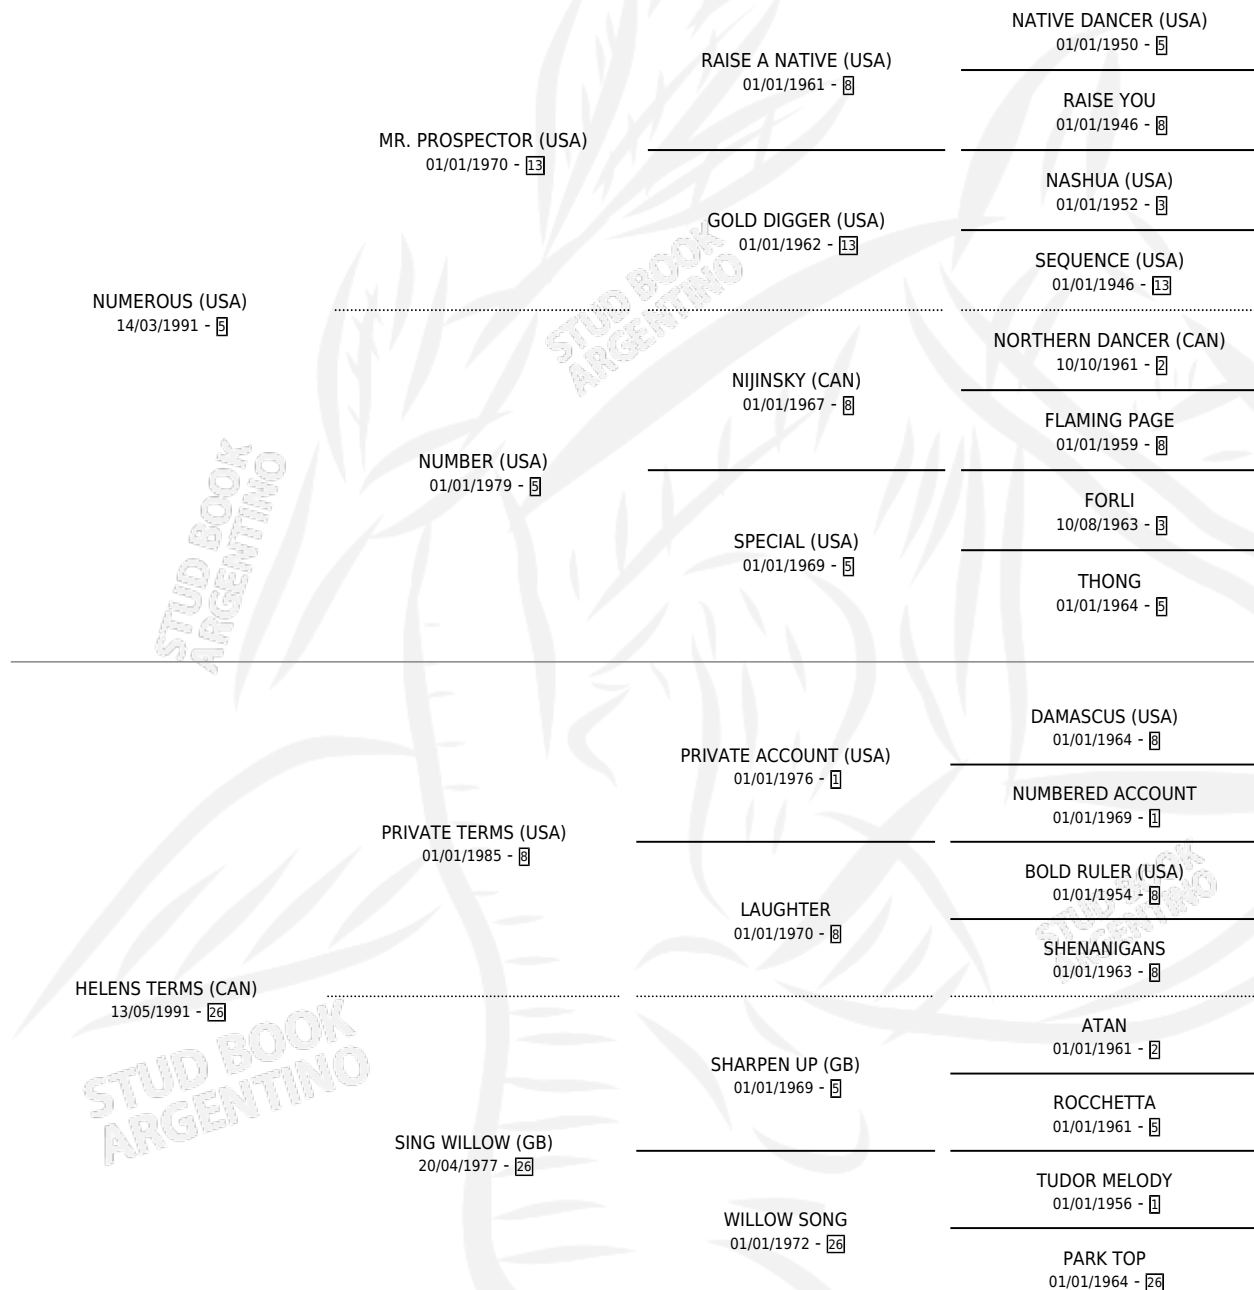 NATIVE DANCER (USA)
01/01/1950 - 5
RAISE A NATIVE (USA)
01/01/1961 - 8
RAISE YOU
01/01/1946 - 8
MR. PROSPECTOR (USA)
01/01/1970 - 13
NASHUA (USA)
01/01/1952 - 3
GOLD DIGGER (USA)
01/01/1962 - 13
SEQUENCE (USA)
01/01/1946 - 13
NUMEROUS (USA)
14/03/1991 - 5
NORTHERN DANCER (CAN)
10/10/1961 - 2
NIJINSKY (CAN)
01/01/1967 - 8
FLAMING PAGE
01/01/1959 - 8
NUMBER (USA)
01/01/1979 - 5
FORLI
10/08/1963 - 3
SPECIAL (USA)
01/01/1969 - 5
THONG
01/01/1964 - 5
DAMASCUS (USA)
01/01/1964 - 8
PRIVATE ACCOUNT (USA)
01/01/1976 - 1
NUMBERED ACCOUNT
01/01/1969 - 1
PRIVATE TERMS (USA)
01/01/1985 - 8
BOLD RULER (USA)
01/01/1954 - 8
LAUGHTER
01/01/1970 - 8
SHENANIGANS
01/01/1963 - 8
HELENS TERMS (CAN)
13/05/1991 - 26
ATAN
01/01/1961 - 2
SHARPEN UP (GB)
01/01/1969 - 5
ROCCHETTA
01/01/1961 - 5
SING WILLOW (GB)
20/04/1977 - 26
TUDOR MELODY
01/01/1956 - 1
WILLOW SONG
01/01/1972 - 26
PARK TOP
01/01/1964 - 26
STUD BOOK
ARGENTINO
STUD BOOK
ARGENTINO
STUD BOOK
ARGENTINO
STUD BOOK
ARGENTINO